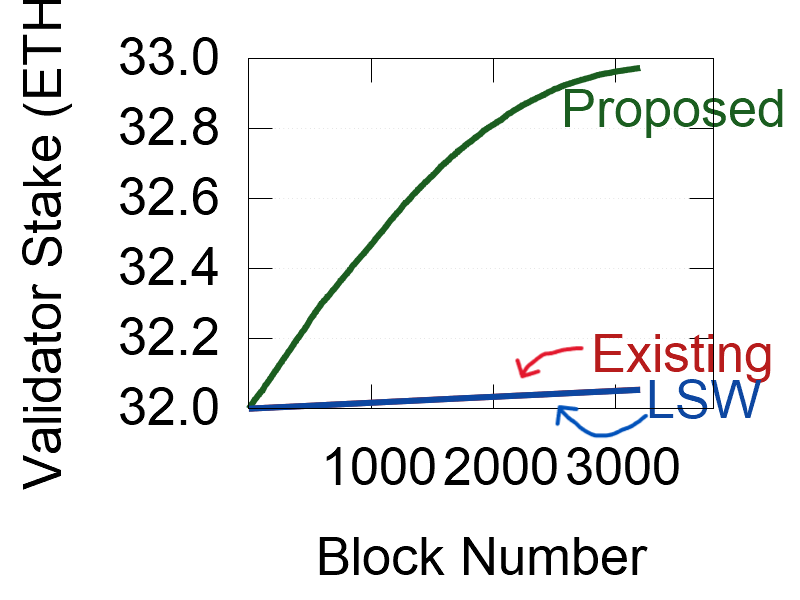 Validator Stake (ETH
33.0
32.8
32.6
32.4
32.2
32.0
Proposed
Existing
LSW
1000 2000 3000
Block Number